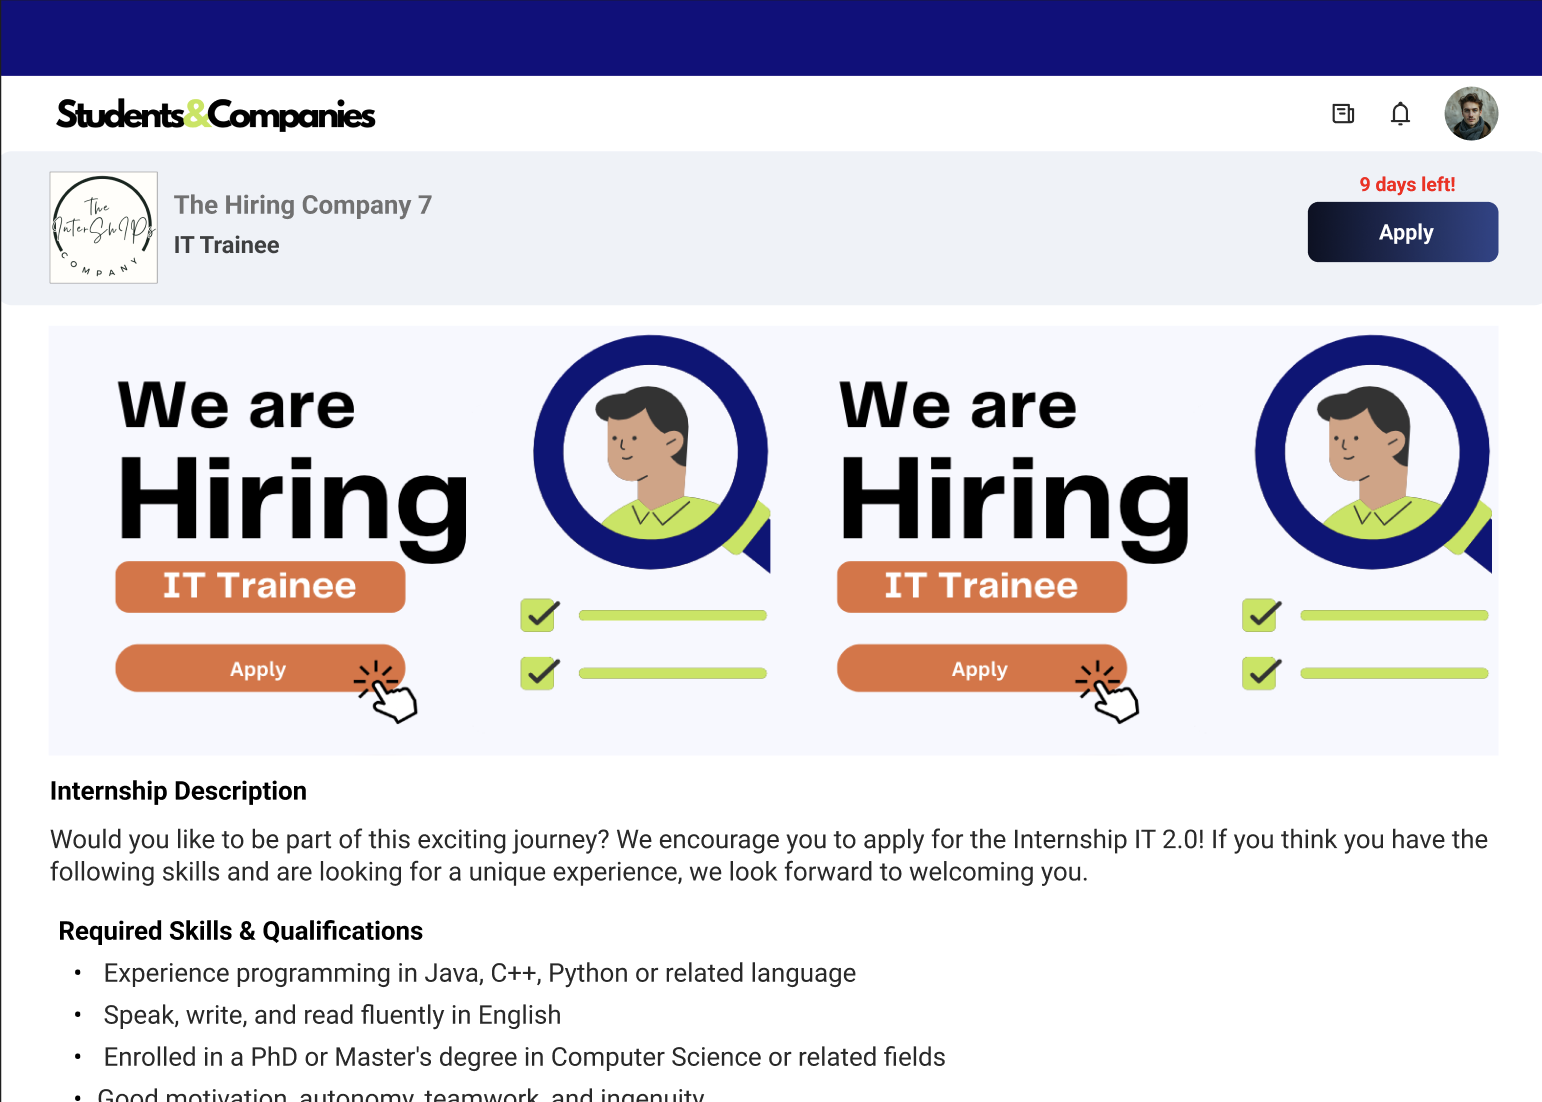 Students&Companies
The InterShIPs COMPANY
The Hiring Company 7
IT Trainee
9 days left!
Apply
We are
Hiring
IT Trainee
Apply
We are
Hiring
IT Trainee
Apply
Internship Description
Would you like to be part of this exciting journey? We encourage you to apply for the Internship IT 2.0! If you think you have the
following skills and are looking for a unique experience, we look forward to welcoming you.
Required Skills & Qualifications
• Experience programming in Java, C++, Python or related language
• Speak, write, and read fluently in English
• Enrolled in a PhD or Master's degree in Computer Science or related fields
• Good motivation, autonomy, teamwork, and ingenuity